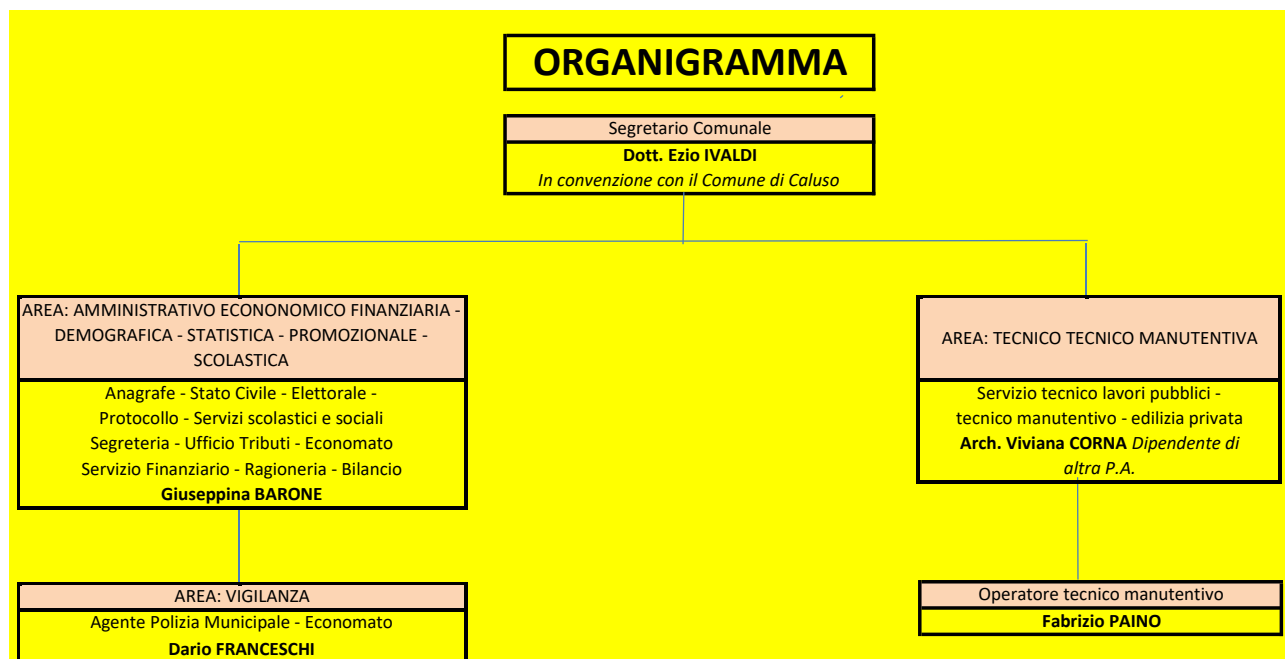 ORGANIGRAMMA
Segretario Comunale
Dott. Ezio IVALDI
In convenzione con il Comune di Caluso
AREA: AMMINISTRATIVO ECONONOMICO FINANZIARIA -
DEMOGRAFICA - STATISTICA - PROMOZIONALE -
SCOLASTICA
Anagrafe - Stato Civile - Elettorale -
Protocollo - Servizi scolastici e sociali
Segreteria - Ufficio Tributi - Economato
Servizio Finanziario - Ragioneria - Bilancio
Giuseppina BARONE
AREA: TECNICO TECNICO MANUTENTIVA
Servizio tecnico lavori pubblici -
tecnico manutentivo - edilizia privata
Arch. Viviana CORNA Dipendente di
altra P.A.
AREA: VIGILANZA
Agente Polizia Municipale - Economato
Dario FRANCESCHI
Operatore tecnico manutentivo
Fabrizio PAINO